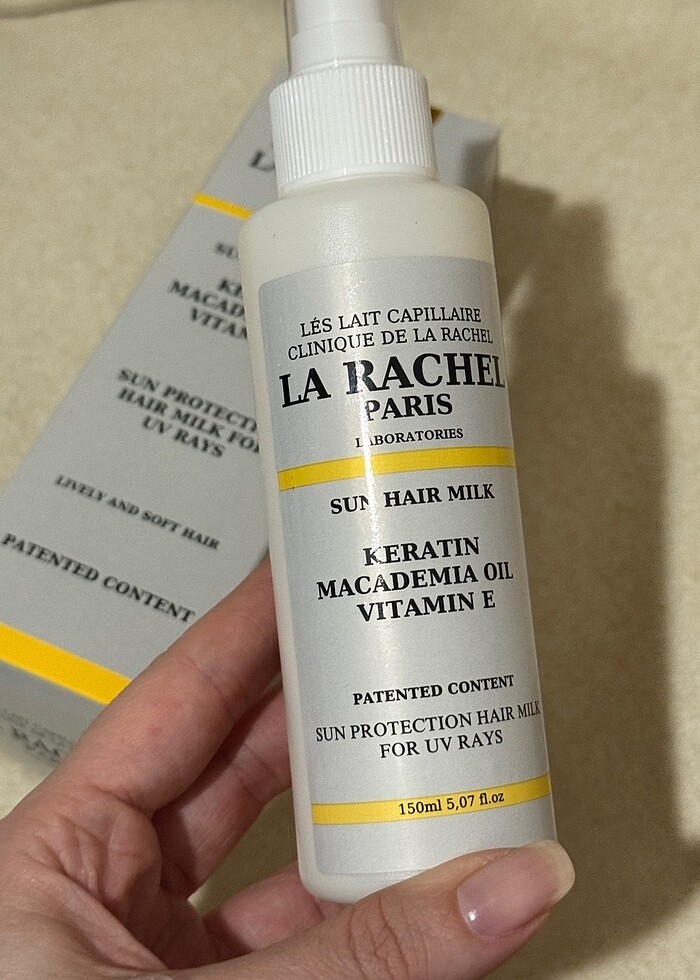 LÉS LAIT CAPILLAIRE
CLINIQUE DE LA RACHEL
LA RACHEL
PARIS
LABORATORIES
SUN HAIR MILK
KERATIN
MACADEMIA OIL
VITAMIN E
PATENTED CONTENT
SUN PROTECTION HAIR MILK
FOR UV RAYS
150ml 5,07 fl.oz
SUN PROTECTI
HAIR MILK FO
UV RAYS
LIVELY AND SOFT HAIR
PATENTED CONTENT